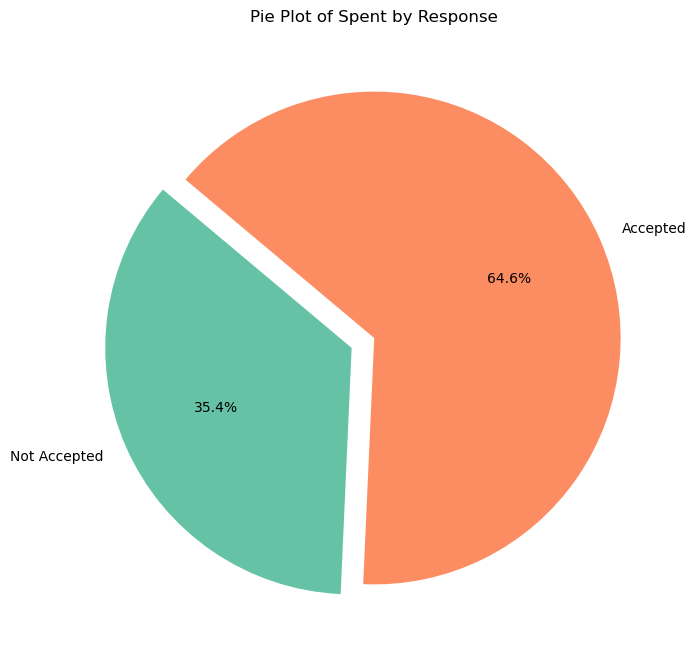 Pie Plot of Spent by Response
Accepted
64.6%
35.4%
Not Accepted